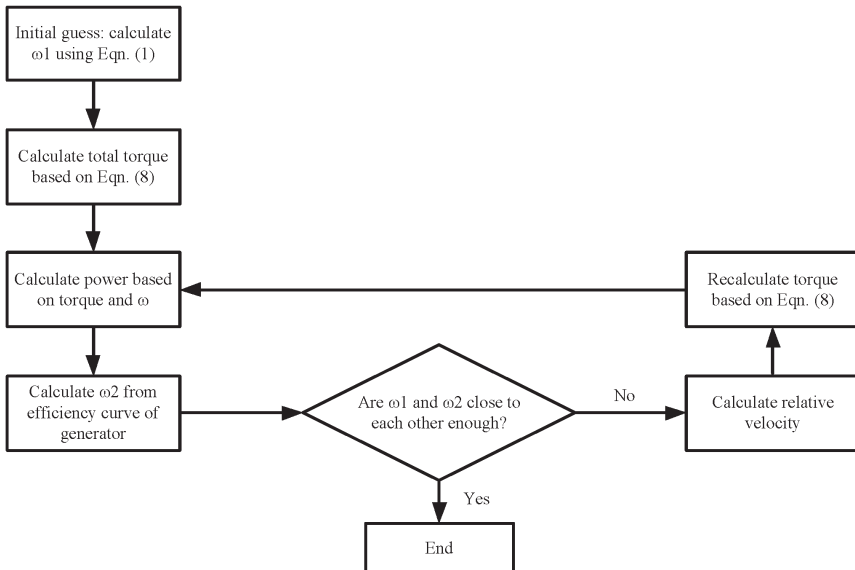 Initial guess: calculate
ω1 using Eqn. (1)
Calculate total torque
based on Eqn. (8)
Calculate power based
on torque and ω
Calculate ω2 from
efficiency curve of
generator
Are ω1 and ω2 close to
each other enough?
No
Calculate relative
velocity
Recalculate torque
based on Eqn. (8)
Yes
End